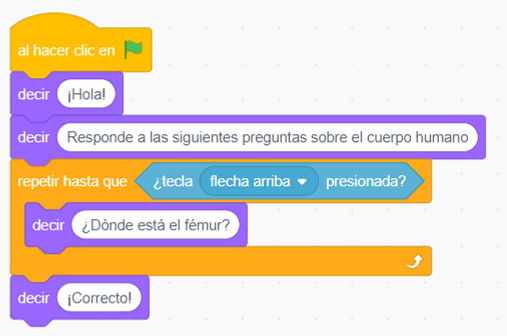 al hacer clic en
decir ¡Hola!
decir Responde a las siguientes preguntas sobre el cuerpo humano
repetir hasta que ¿tecla flecha arriba presionada?
decir ¿Dónde está el fémur?
decir ¡Correcto!